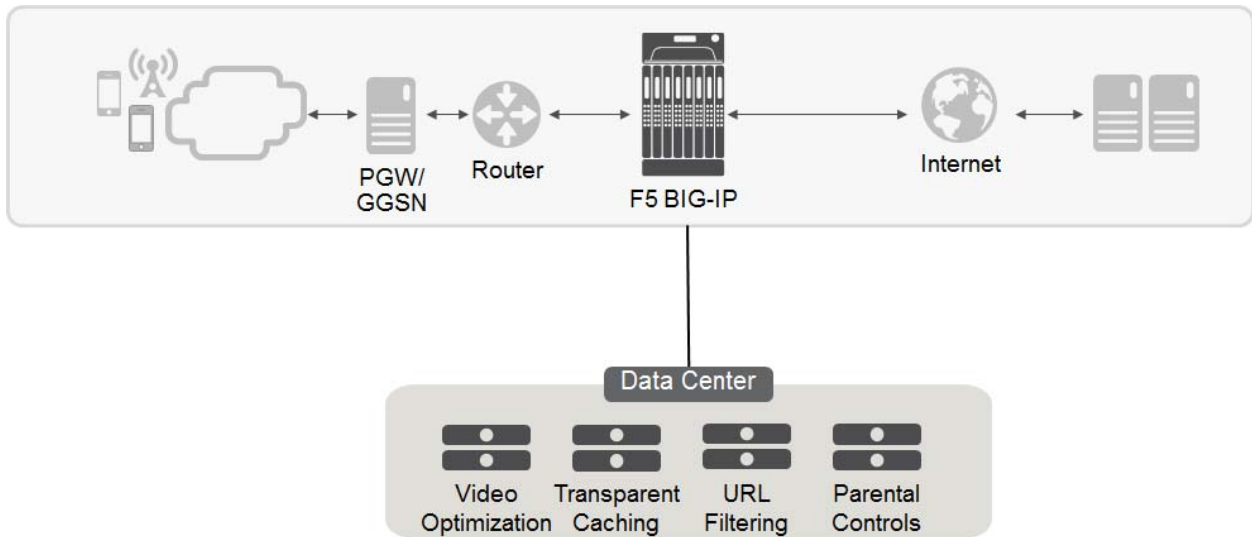 PGW/
GGSN
Router
F5 BIG-IP
Internet
Data Center
Video
Optimization
Transparent
Caching
URL
Filtering
Parental
Controls